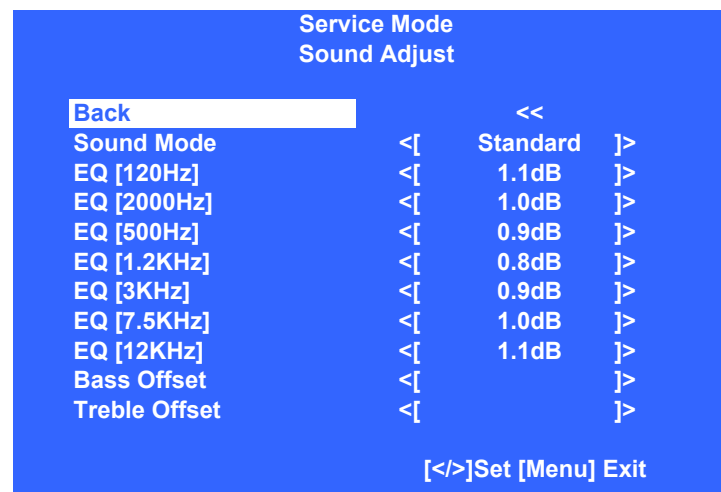 Service Mode
Sound Adjust
Back <<
Sound Mode <[ Standard ]>
EQ [120Hz] <[ 1.1dB ]>
EQ [2000Hz] <[ 1.0dB ]>
EQ [500Hz] <[ 0.9dB ]>
EQ [1.2KHz] <[ 0.8dB ]>
EQ [3KHz] <[ 0.9dB ]>
EQ [7.5KHz] <[ 1.0dB ]>
EQ [12KHz] <[ 1.1dB ]>
Bass Offset <[ ]>
Treble Offset <[ ]>
[</>]Set [Menu] Exit